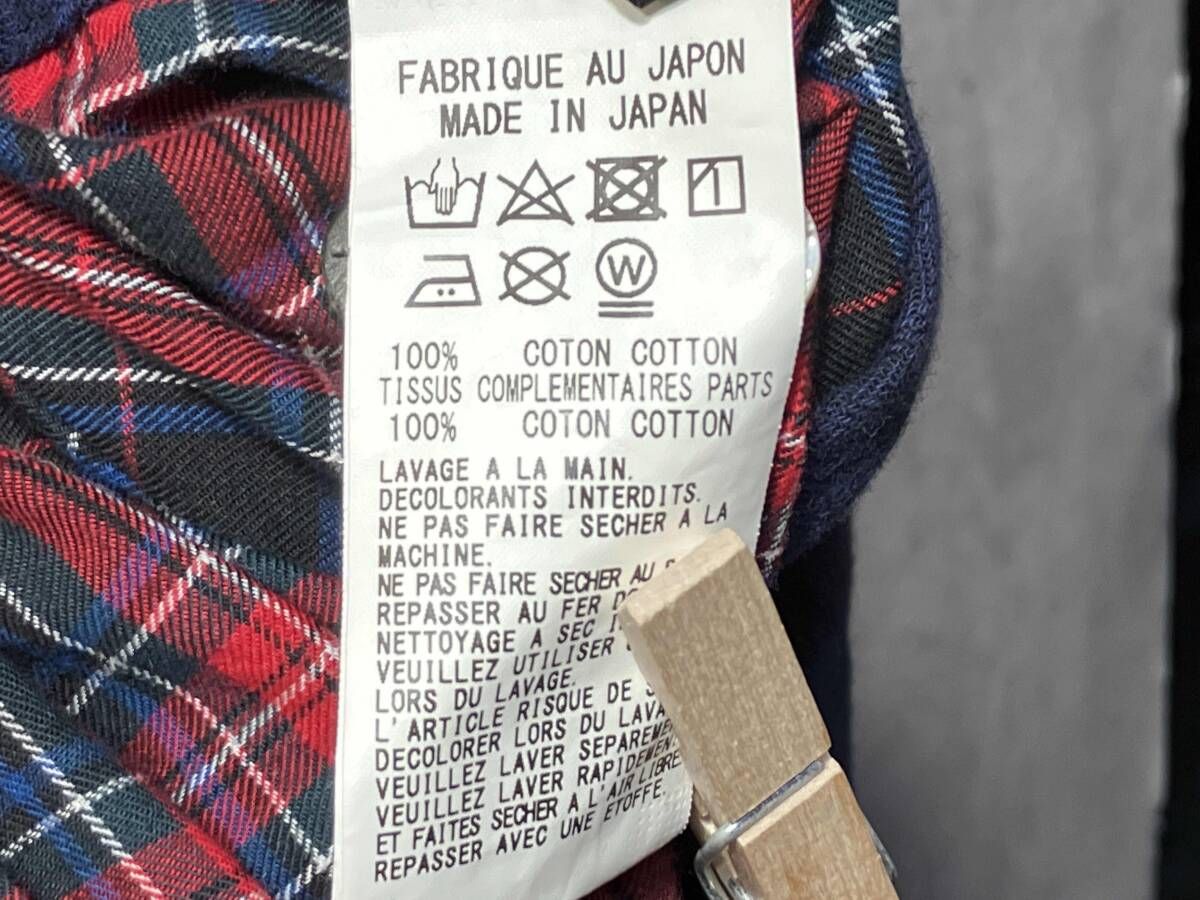 FABRIQUE AU JAPON
MADE IN JAPAN
W
100% COTON COTTON
TISSUS COMPLEMENTAIRES PARTS
100% COTON COTTON
LAVAGE A LA MAIN.
DECOLORANTS INTERDITS.
NE PAS FAIRE SECHER A LA
MACHINE.
NE PAS FAIRE SECHER AU
REPASSER AU FER
NETTOYAGE A SEC
VEUILLEZ UTILISER
LORS DU LAVAGE.
L'ARTICLE RISQUE DE
DECOLORER LORS DU
VEUILLEZ LAVER
VEUILLEZ LAVER RAPIDEMENT
ET FAITES SECHER A L'AIR LIBRE
REPASSER AVEC UNE ETOFFE.